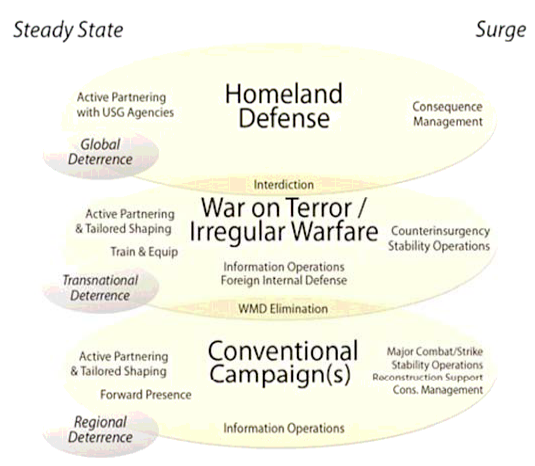 Steady State
Surge
Active Partnering
with USG Agencies
Homeland
Defense
Consequence
Management
Global
Deterrence
Interdiction
Active Partnering
& Tailored Shaping
Train & Equip
War on Terror /
Irregular Warfare
Counterinsurgency
Stability Operations
Information Operations
Foreign Internal Defense
Transnational
Deterrence
WMD Elimination
Active Partnering
& Tailored Shaping
Forward Presence
Conventional
Campaign(s)
Major Combat/Strike
Stability Operations
Reconstruction Support
Cons. Management
Regional
Deterrence
Information Operations